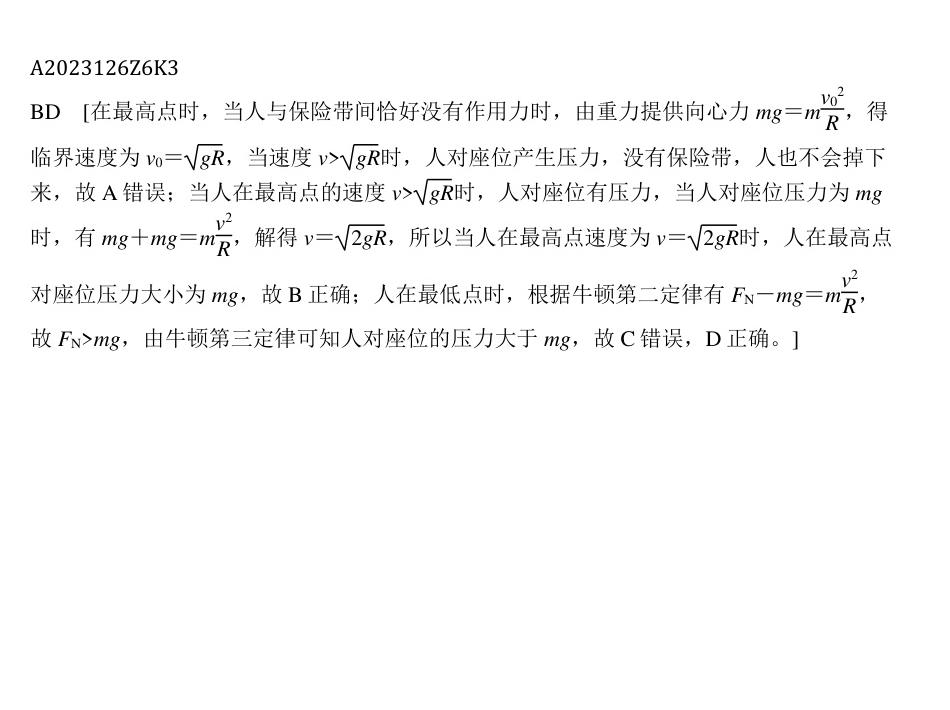 A2023126Z6K3
BD [在最高点时，当人与保险带间恰好没有作用力时，由重力提供向心力 mg＝m\frac{v_0^2}{R}，得
临界速度为 v_0＝\sqrt{gR}，当速度 v>\sqrt{gR}时，人对座位产生压力，没有保险带，人也不会掉下
来，故 A 错误；当人在最高点的速度 v>\sqrt{gR}时，人对座位有压力，当人对座位压力为 mg
时，有 mg＋mg＝m\frac{v^2}{R}，解得 v＝\sqrt{2gR}，所以当人在最高点速度为 v＝\sqrt{2gR}时，人在最高点
对座位压力大小为 mg，故 B 正确；人在最低点时，根据牛顿第二定律有 F_N－mg＝m\frac{v^2}{R}，
故 F_N>mg，由牛顿第三定律可知人对座位的压力大于 mg，故 C 错误，D 正确。]